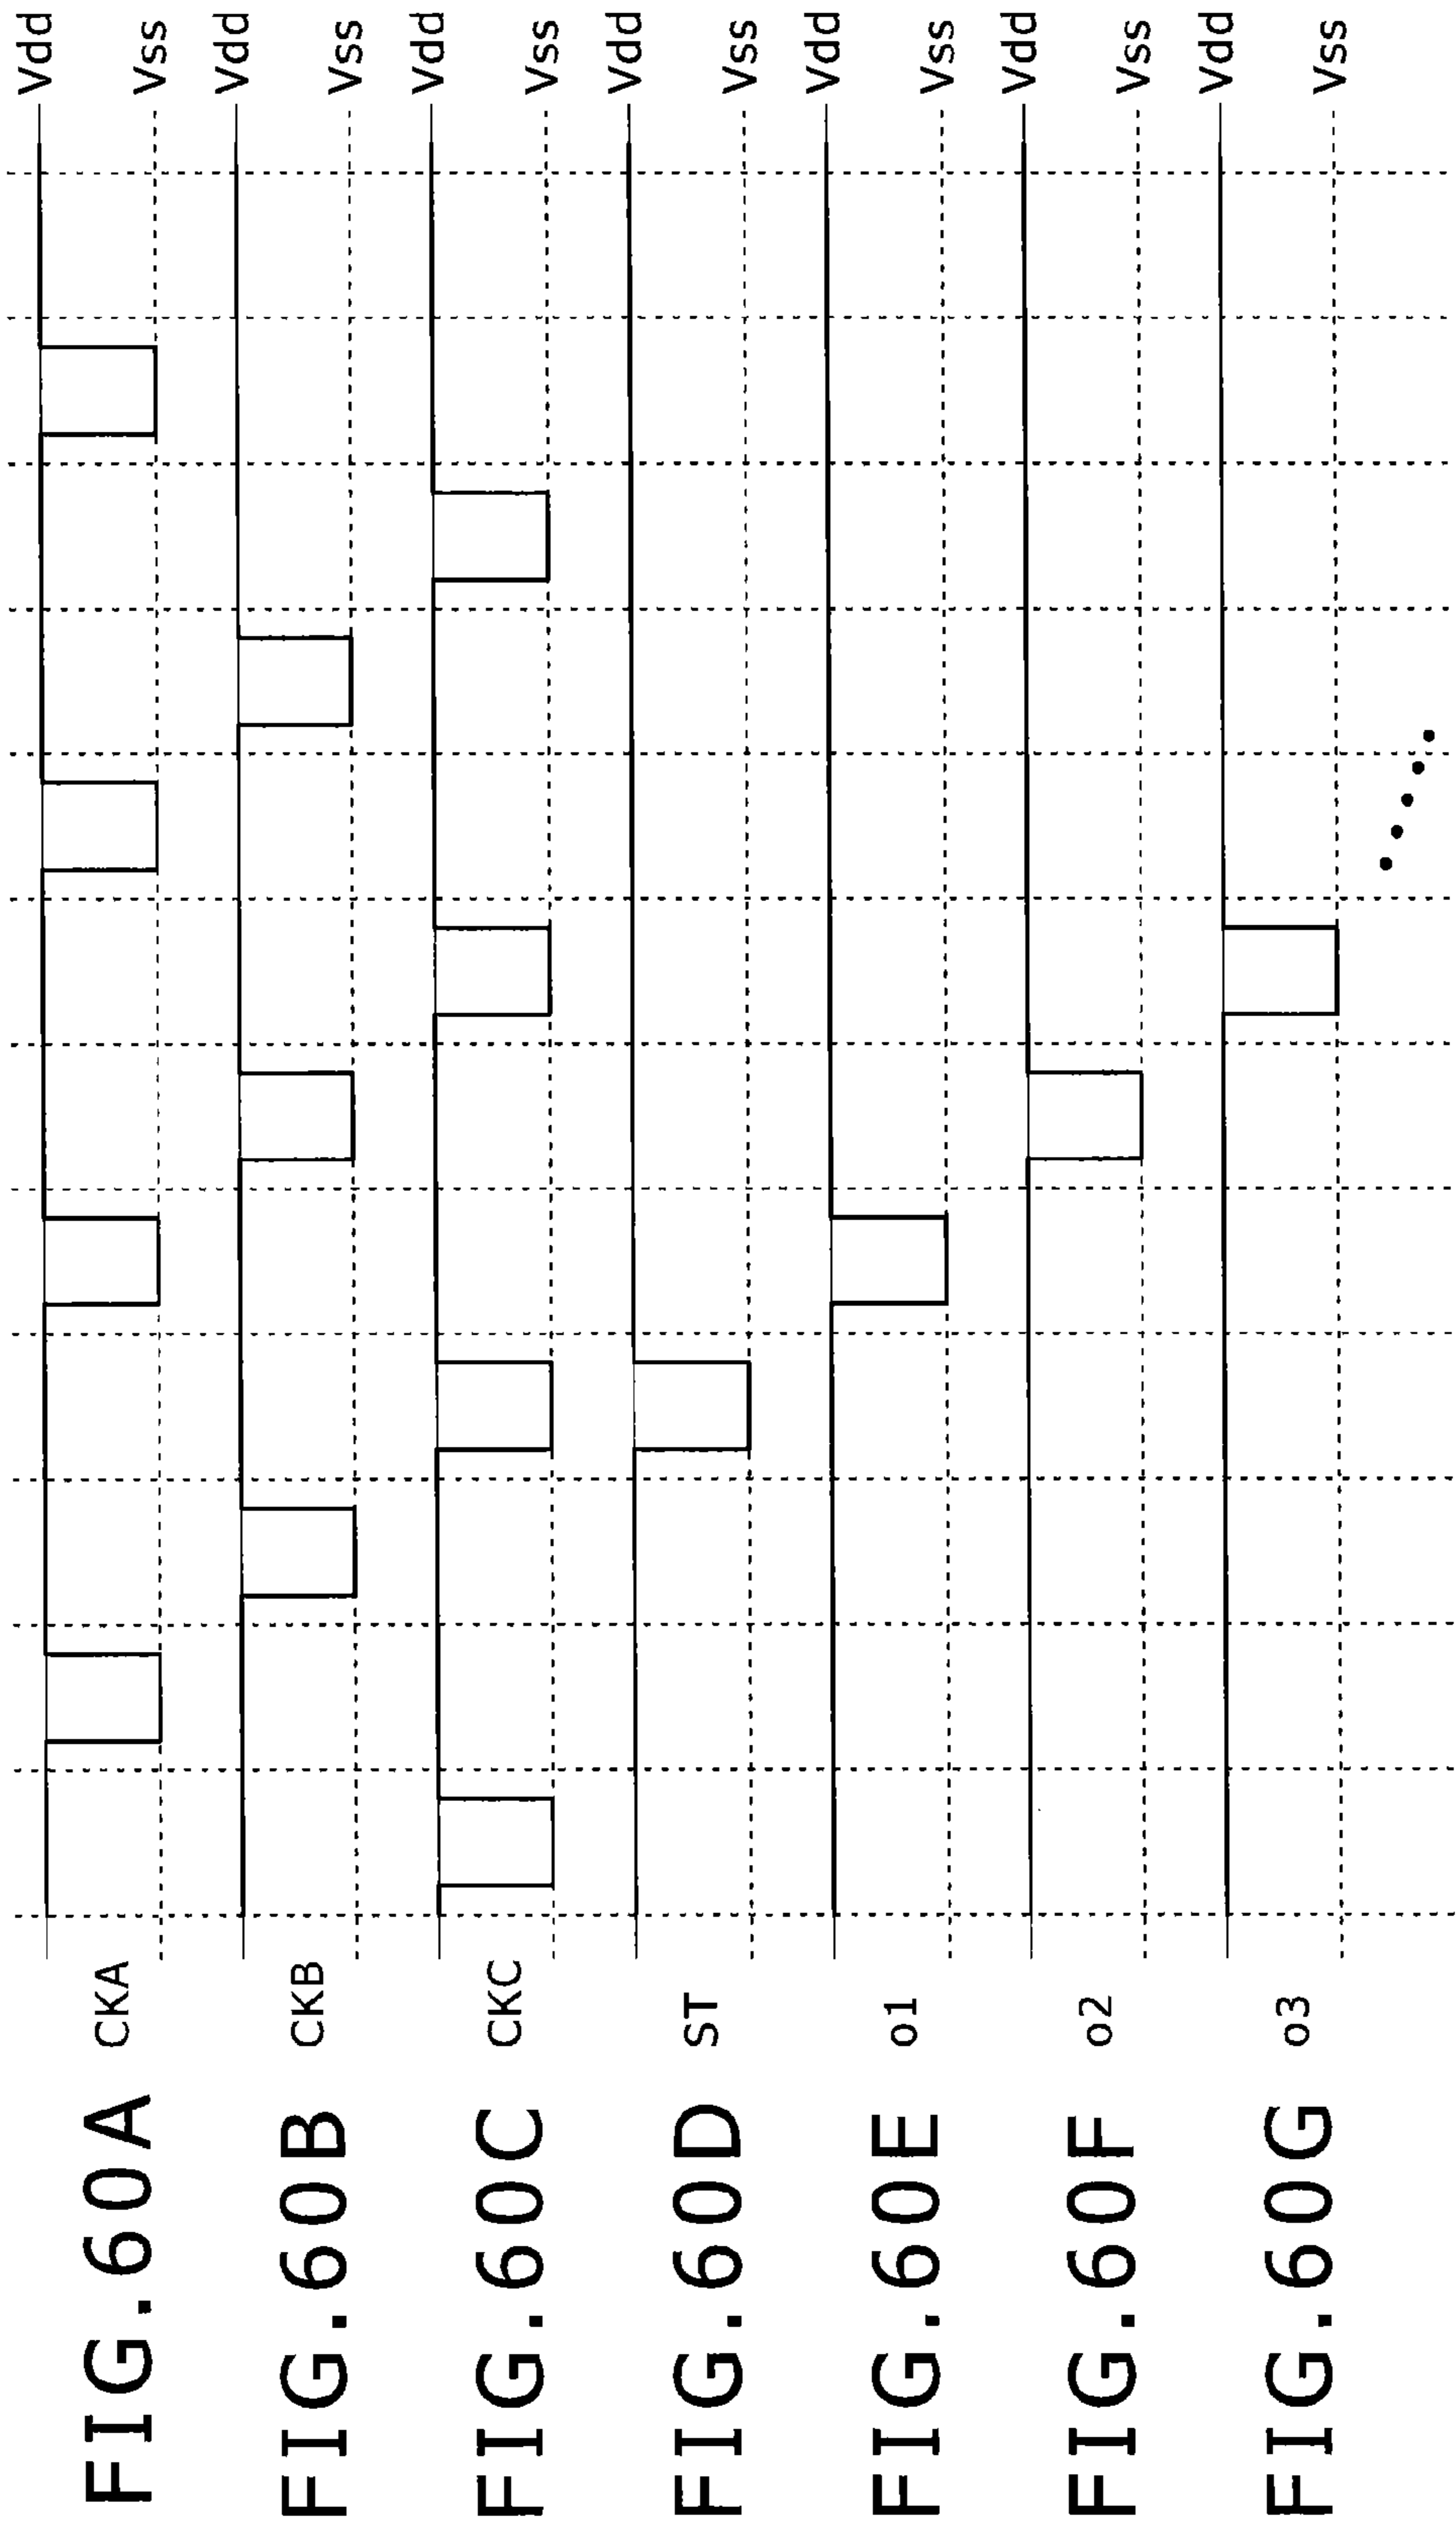 FIG.60A CKA Vdd Vss
FIG.60B CKB Vdd Vss
FIG.60C CKC Vdd Vss
FIG.60D ST Vdd Vss
FIG.60E o1 Vdd Vss
FIG.60F o2 Vdd Vss
FIG.60G o3 Vdd Vss